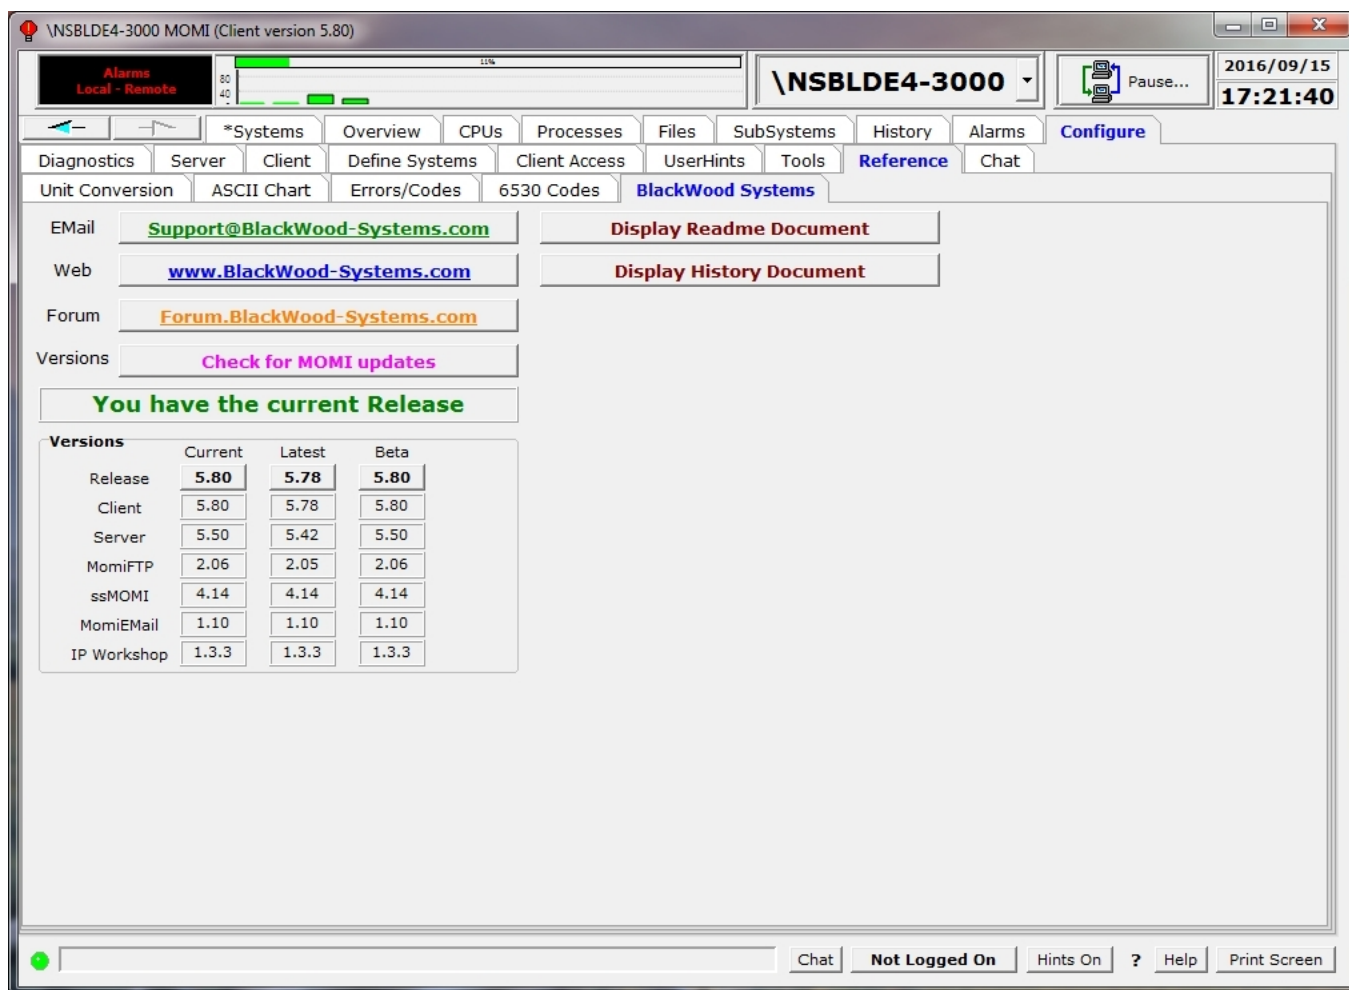 \NSBLDE4-3000 MOMI (Client version 5.80)
Alarms
Local - Remote
80
40
11%
\NSBLDE4-3000
Pause...
2016/09/15
17:21:40
*Systems Overview CPUs Processes Files SubSystems History Alarms Configure
Diagnostics Server Client Define Systems Client Access UserHints Tools Reference Chat
Unit Conversion ASCII Chart Errors/Codes 6530 Codes BlackWood Systems
EMail Support@BlackWood-Systems.com Display Readme Document
Web www.BlackWood-Systems.com Display History Document
Forum Forum.BlackWood-Systems.com
Versions Check for MOMI updates
You have the current Release
Versions
Current Latest Beta
Release 5.80 5.78 5.80
Client 5.80 5.78 5.80
Server 5.50 5.42 5.50
MomiFTP 2.06 2.05 2.06
ssMOMI 4.14 4.14 4.14
MomiEMail 1.10 1.10 1.10
IP Workshop 1.3.3 1.3.3 1.3.3
Chat Not Logged On Hints On ? Help Print Screen